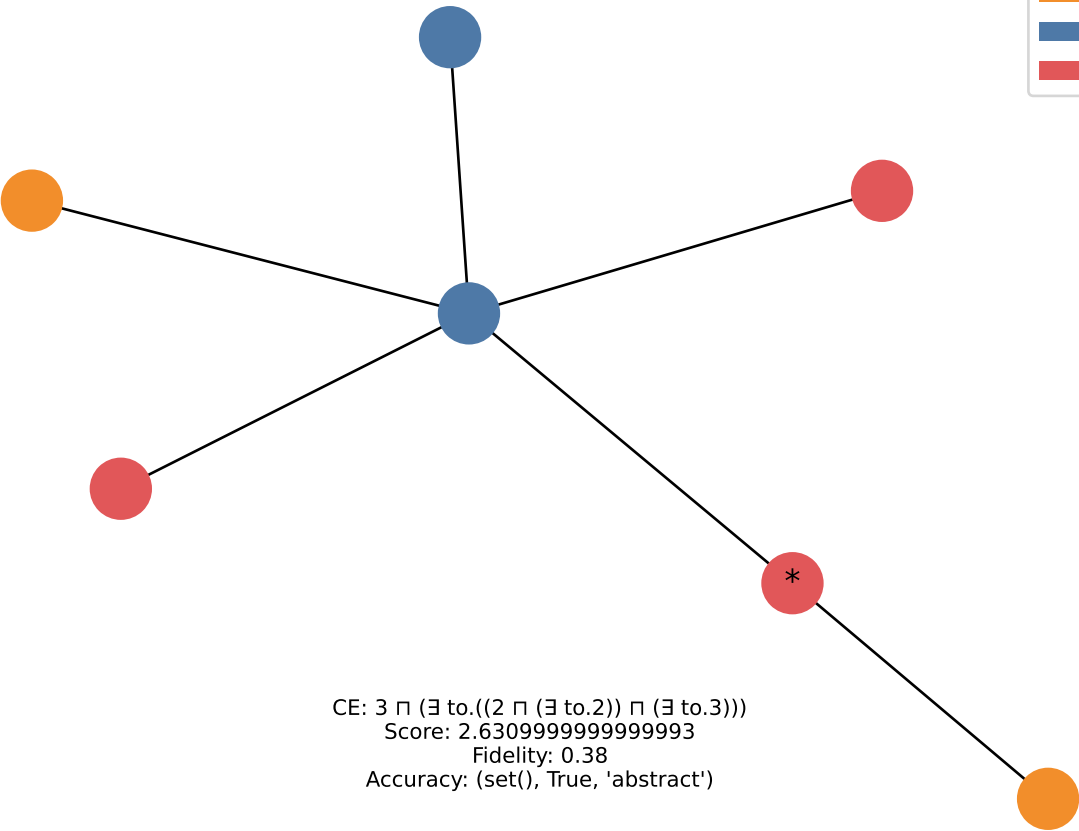 *
CE: 3 ⊓ (∃ to.((2 ⊓ (∃ to.2)) ⊓ (∃ to.3)))
Score: 2.6309999999999993
Fidelity: 0.38
Accuracy: (set(), True, 'abstract')